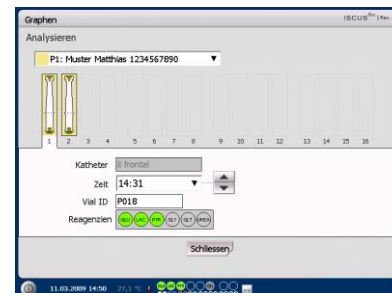 Graphen
ISCUS
Analysieren
P1: Muster Matthias 1234567890
1 2 3 4 5 6 7 8 9 10 11 12 13 14 15 16
Katheter li frontal
Zeit 14:31
Vial ID P018
Reagenzien GLU LAC PYR GLY GLT UREA
Schliessen
11.03.2009 14:50 27,1 °C